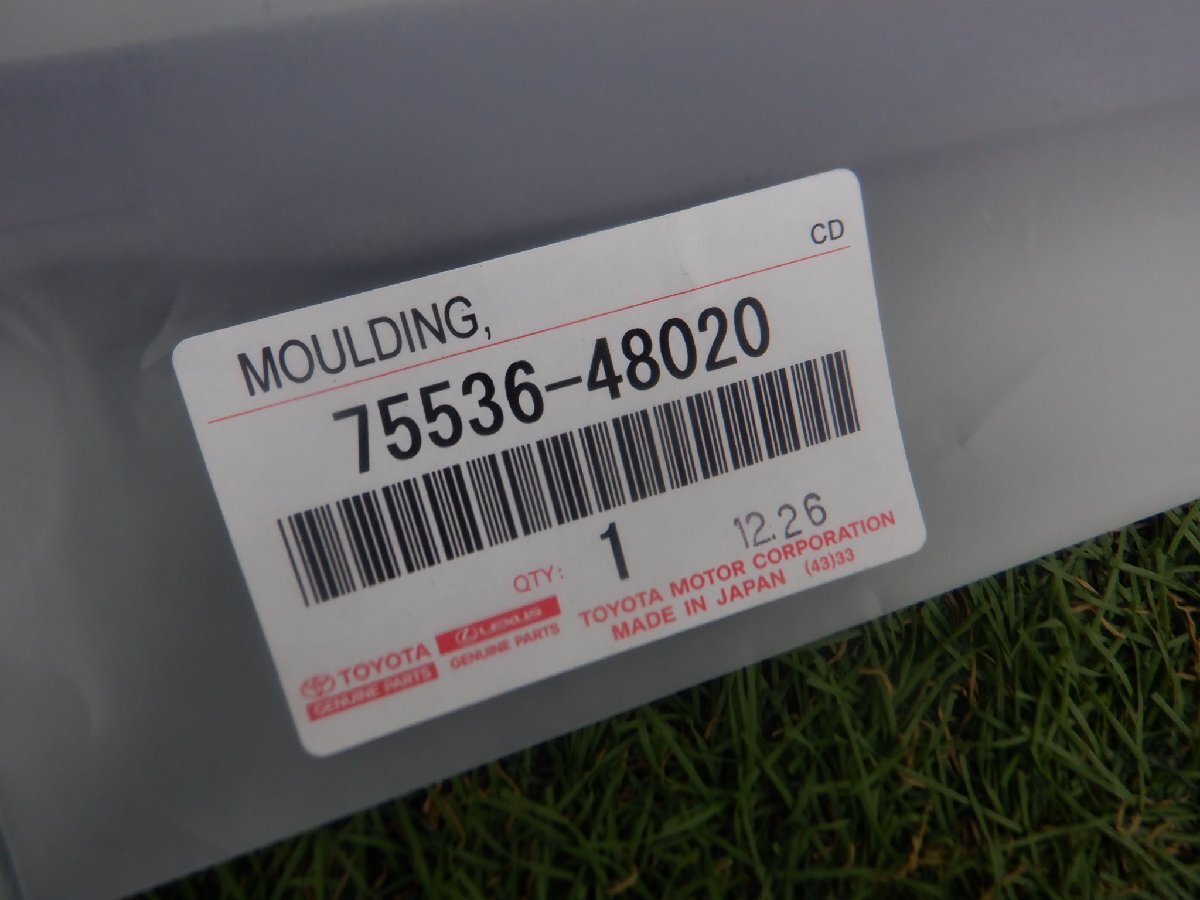 CD
MOULDING,
75536-48020
QTY: 1
12.26
TOYOTA
GENUINE PARTS
LEXUS
GENUINE PARTS
TOYOTA MOTOR CORPORATION
MADE IN JAPAN (43)33